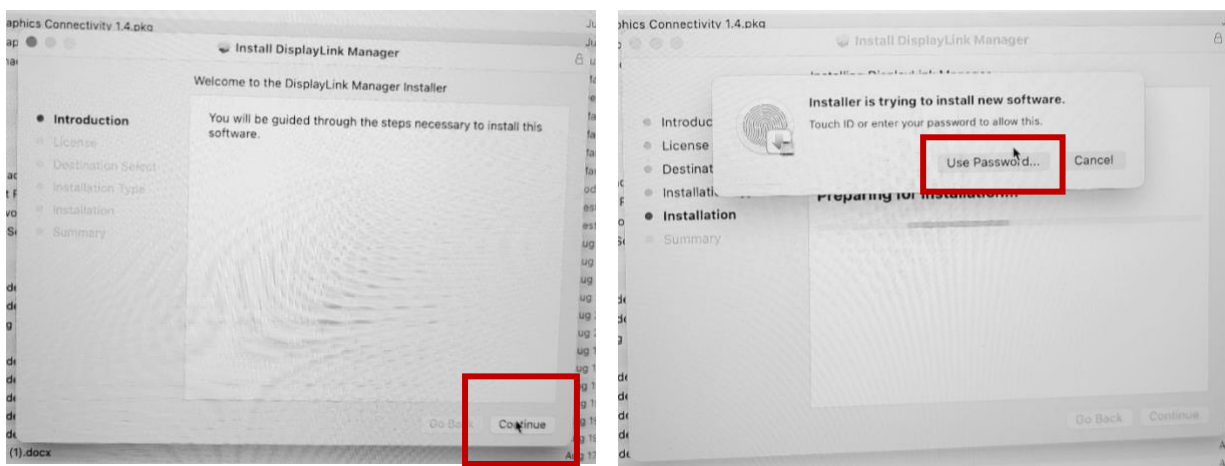 aphics Connectivity 1.4.pkg
Install DisplayLink Manager
Welcome to the DisplayLink Manager Installer
Introduction
License
Destination Select
Installation Type
Installation
Summary
You will be guided through the steps necessary to install this
software.
Go Back
Continue
(1).docx
phics Connectivity 1.4.pkg
Install DisplayLink Manager
Installing DisplayLink Manager
Installer is trying to install new software.
Touch ID or enter your password to allow this.
Use Password...
Cancel
Introduc
License
Destinat
Installati
Installation
Summary
Preparing for installation...
Go Back
Continue